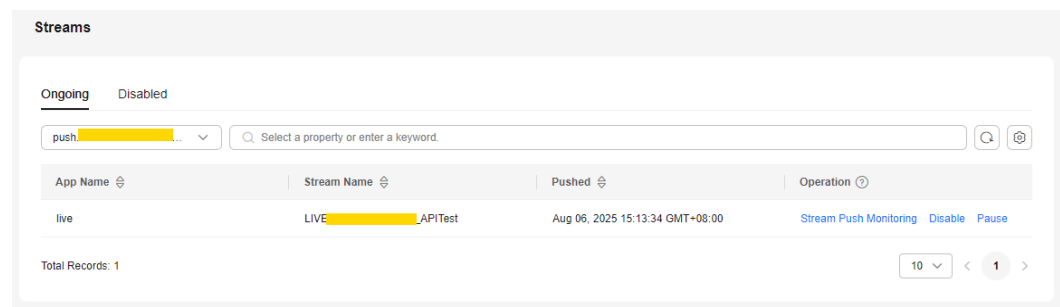 Streams
Ongoing Disabled
push. ... Select a property or enter a keyword.
App Name Stream Name Pushed Operation ?
live LIVE _APITest Aug 06, 2025 15:13:34 GMT+08:00 Stream Push Monitoring Disable Pause
Total Records: 1 10 < 1 >